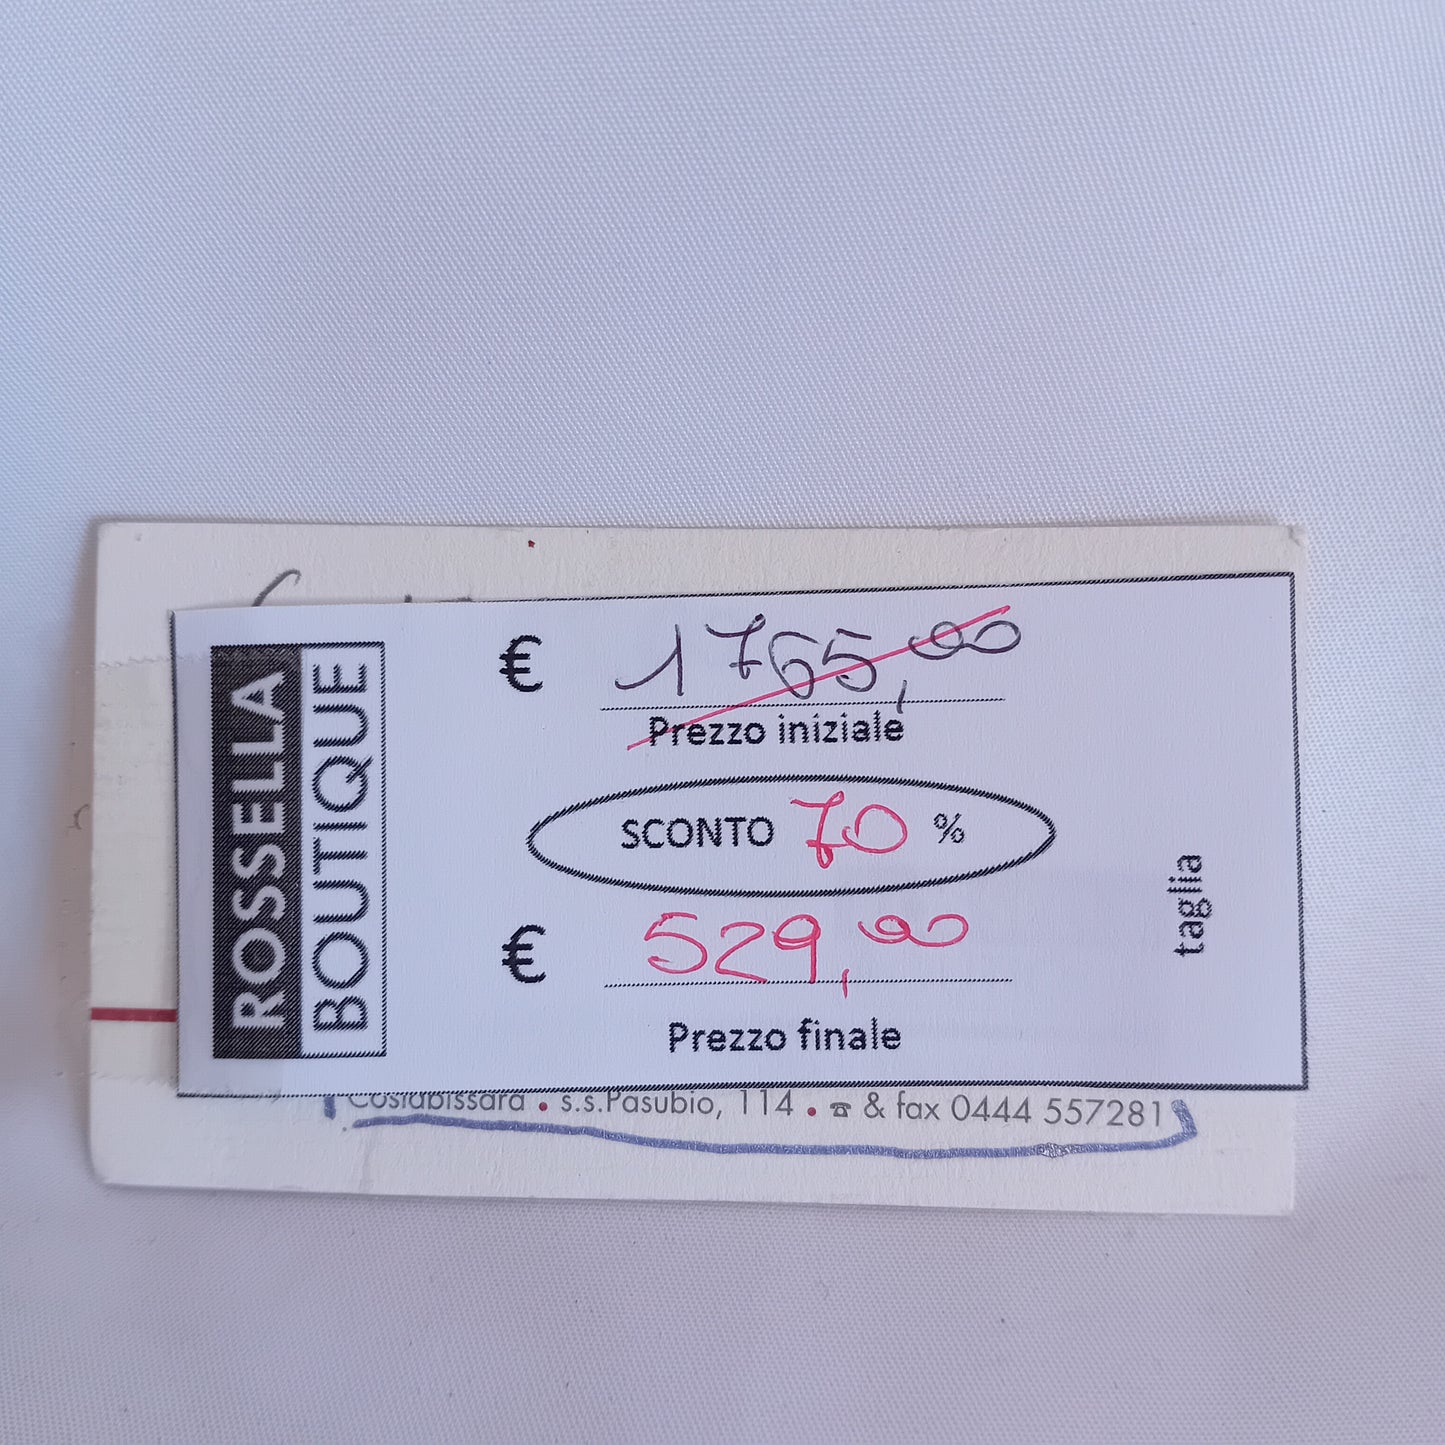 ROSSELLA
BOUTIQUE
€ 1765,00
Prezzo iniziale
SCONTO 70 %
€ 529,00
Prezzo finale
taglia
Costabissara • s.s.Pasubio, 114 • ☎ & fax 0444 557281